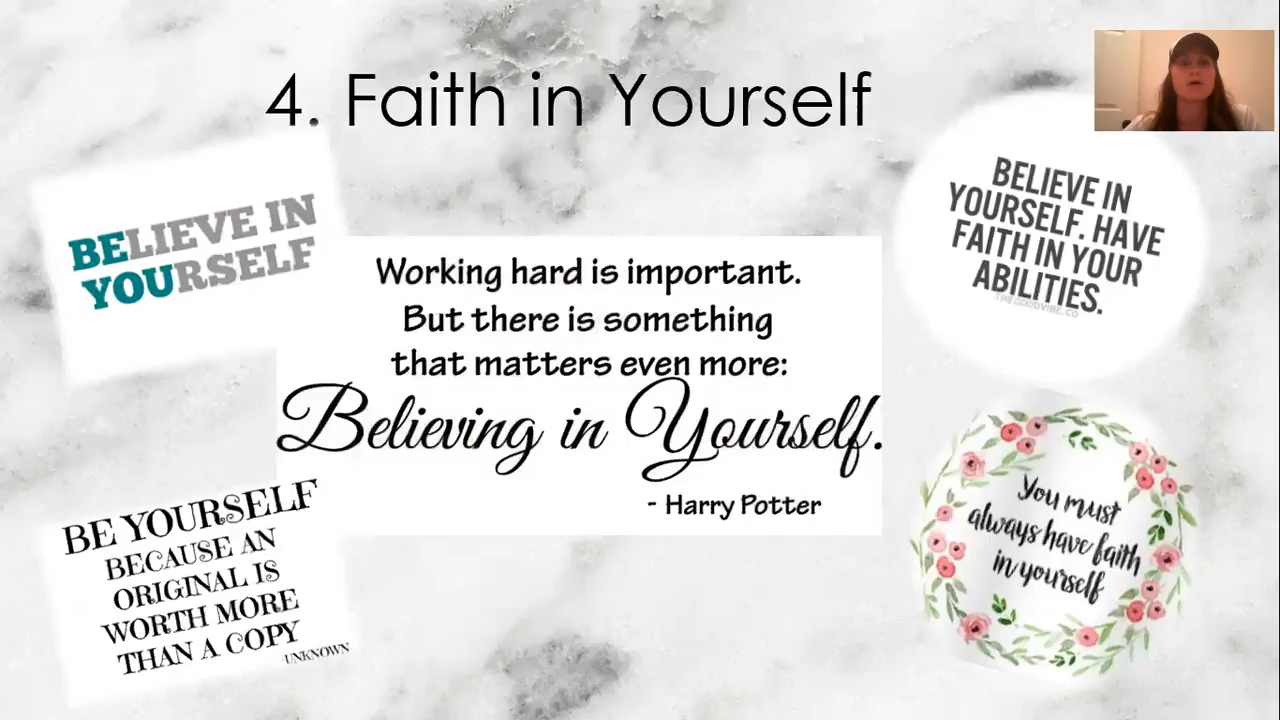 4. Faith in Yourself
BELIEVE IN
YOURSELF
Working hard is important.
But there is something
that matters even more:
Believing in Yourself.
- Harry Potter
BELIEVE IN
YOURSELF. HAVE
FAITH IN YOUR
ABILITIES.
THEGOODVIBE.CO
BE YOURSELF
BECAUSE AN
ORIGINAL IS
WORTH MORE
THAN A COPY
UNKNOWN
You must
always have faith
in yourself